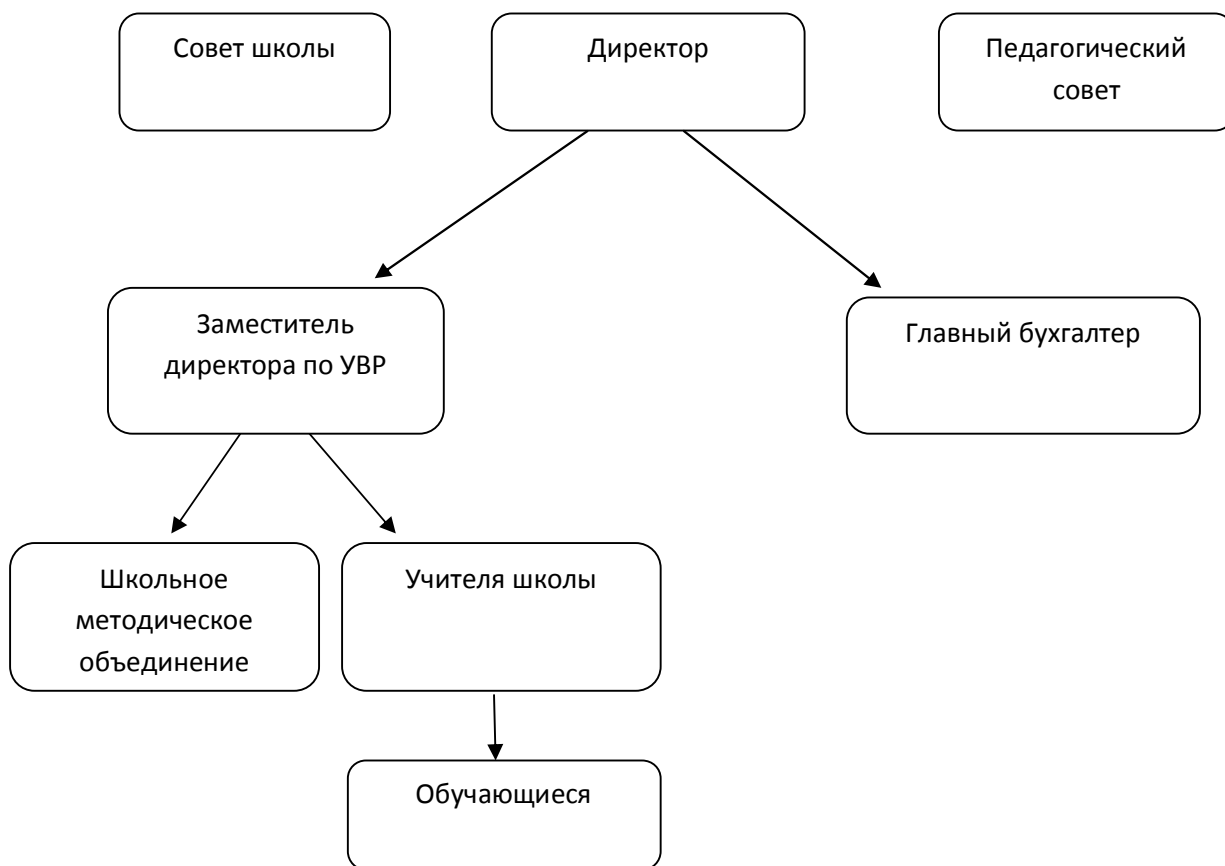 Совет школы
Директор
Педагогический
совет
Заместитель
директора по УВР
Главный бухгалтер
Школьное
методическое
объединение
Учителя школы
Обучающиеся